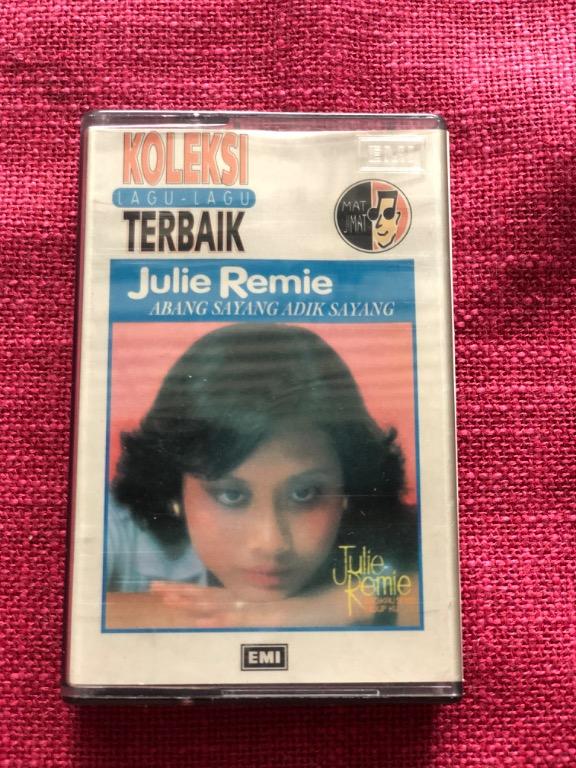 KOLEKSI
EMI
LAGU-LAGU
TERBAIK
MAT
JIMAT
Julie Remie
ABANG SAYANG ADIK SAYANG
Julie
Remie
EMI